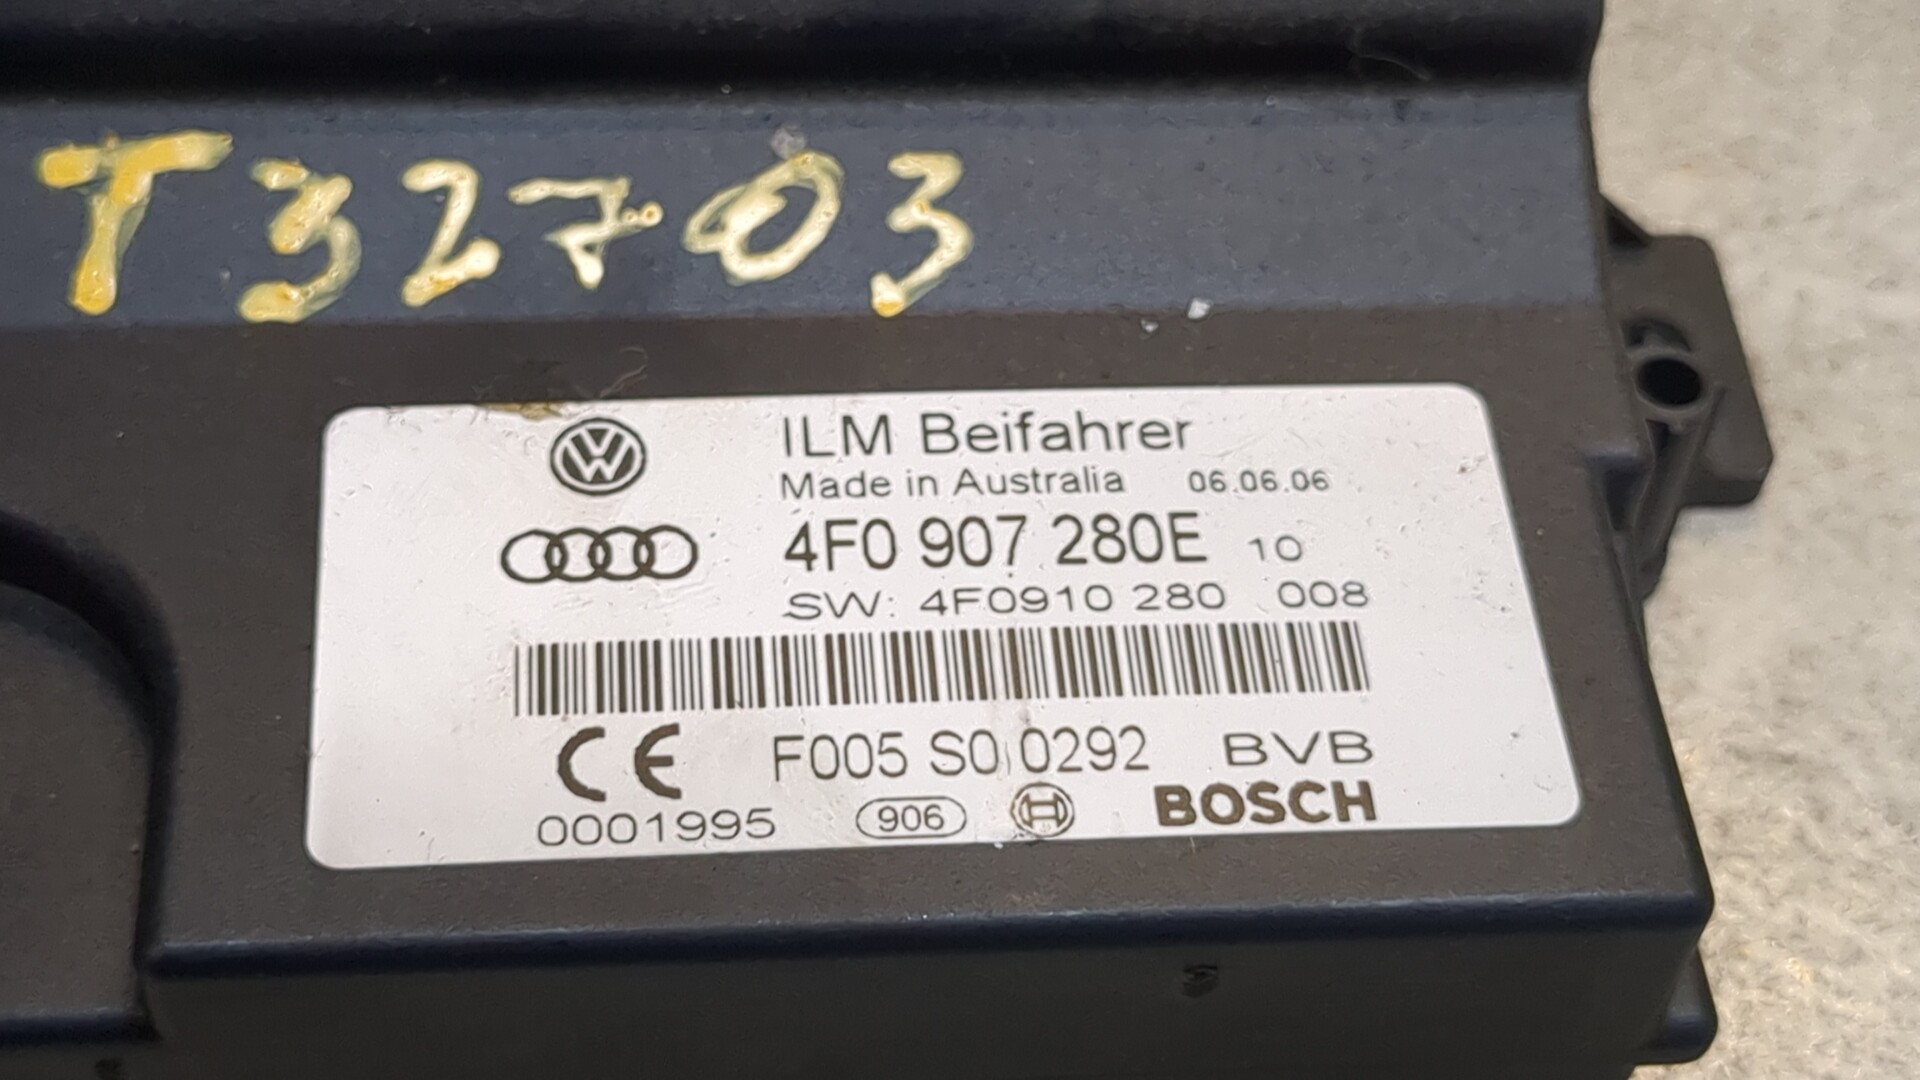 T32703
ILM Beifahrer
Made in Australia 06.06.06
4F0 907 280E 10
SW: 4F0910 280 008
CE F005 S0 0292 BVB
0001995 906 BOSCH